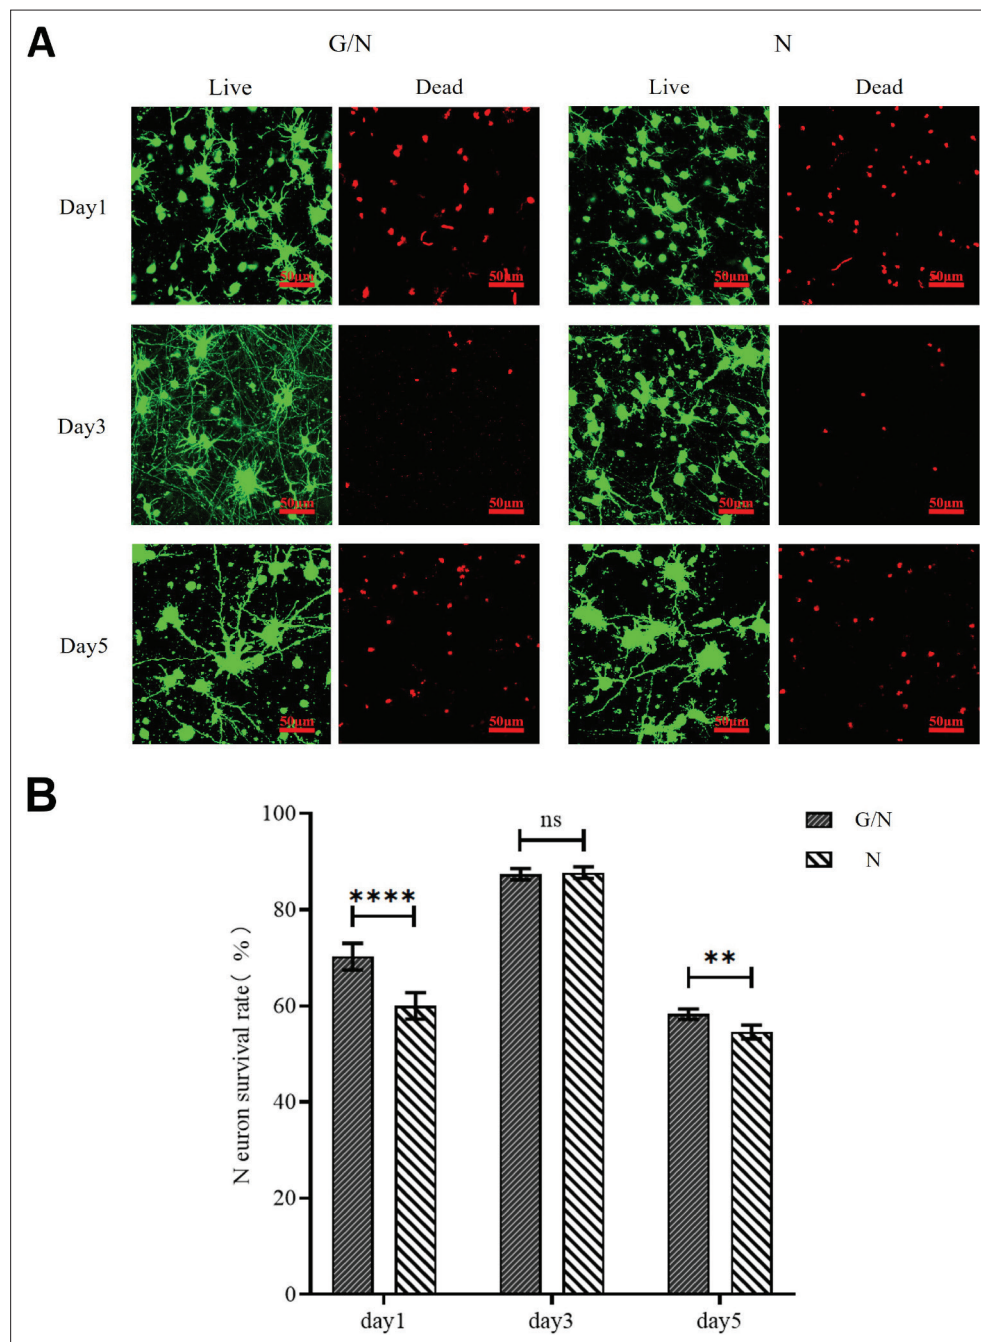 A
G/N N
Live Dead Live Dead
Day1
50μm 50μm 50μm 50μm
Day3
50μm 50μm 50μm 50μm
Day5
50μm 50μm 50μm 50μm
B
100
80
60
40
20
0
N euron survival rate( %)
****
ns
**
day1 day3 day5
G/N
N